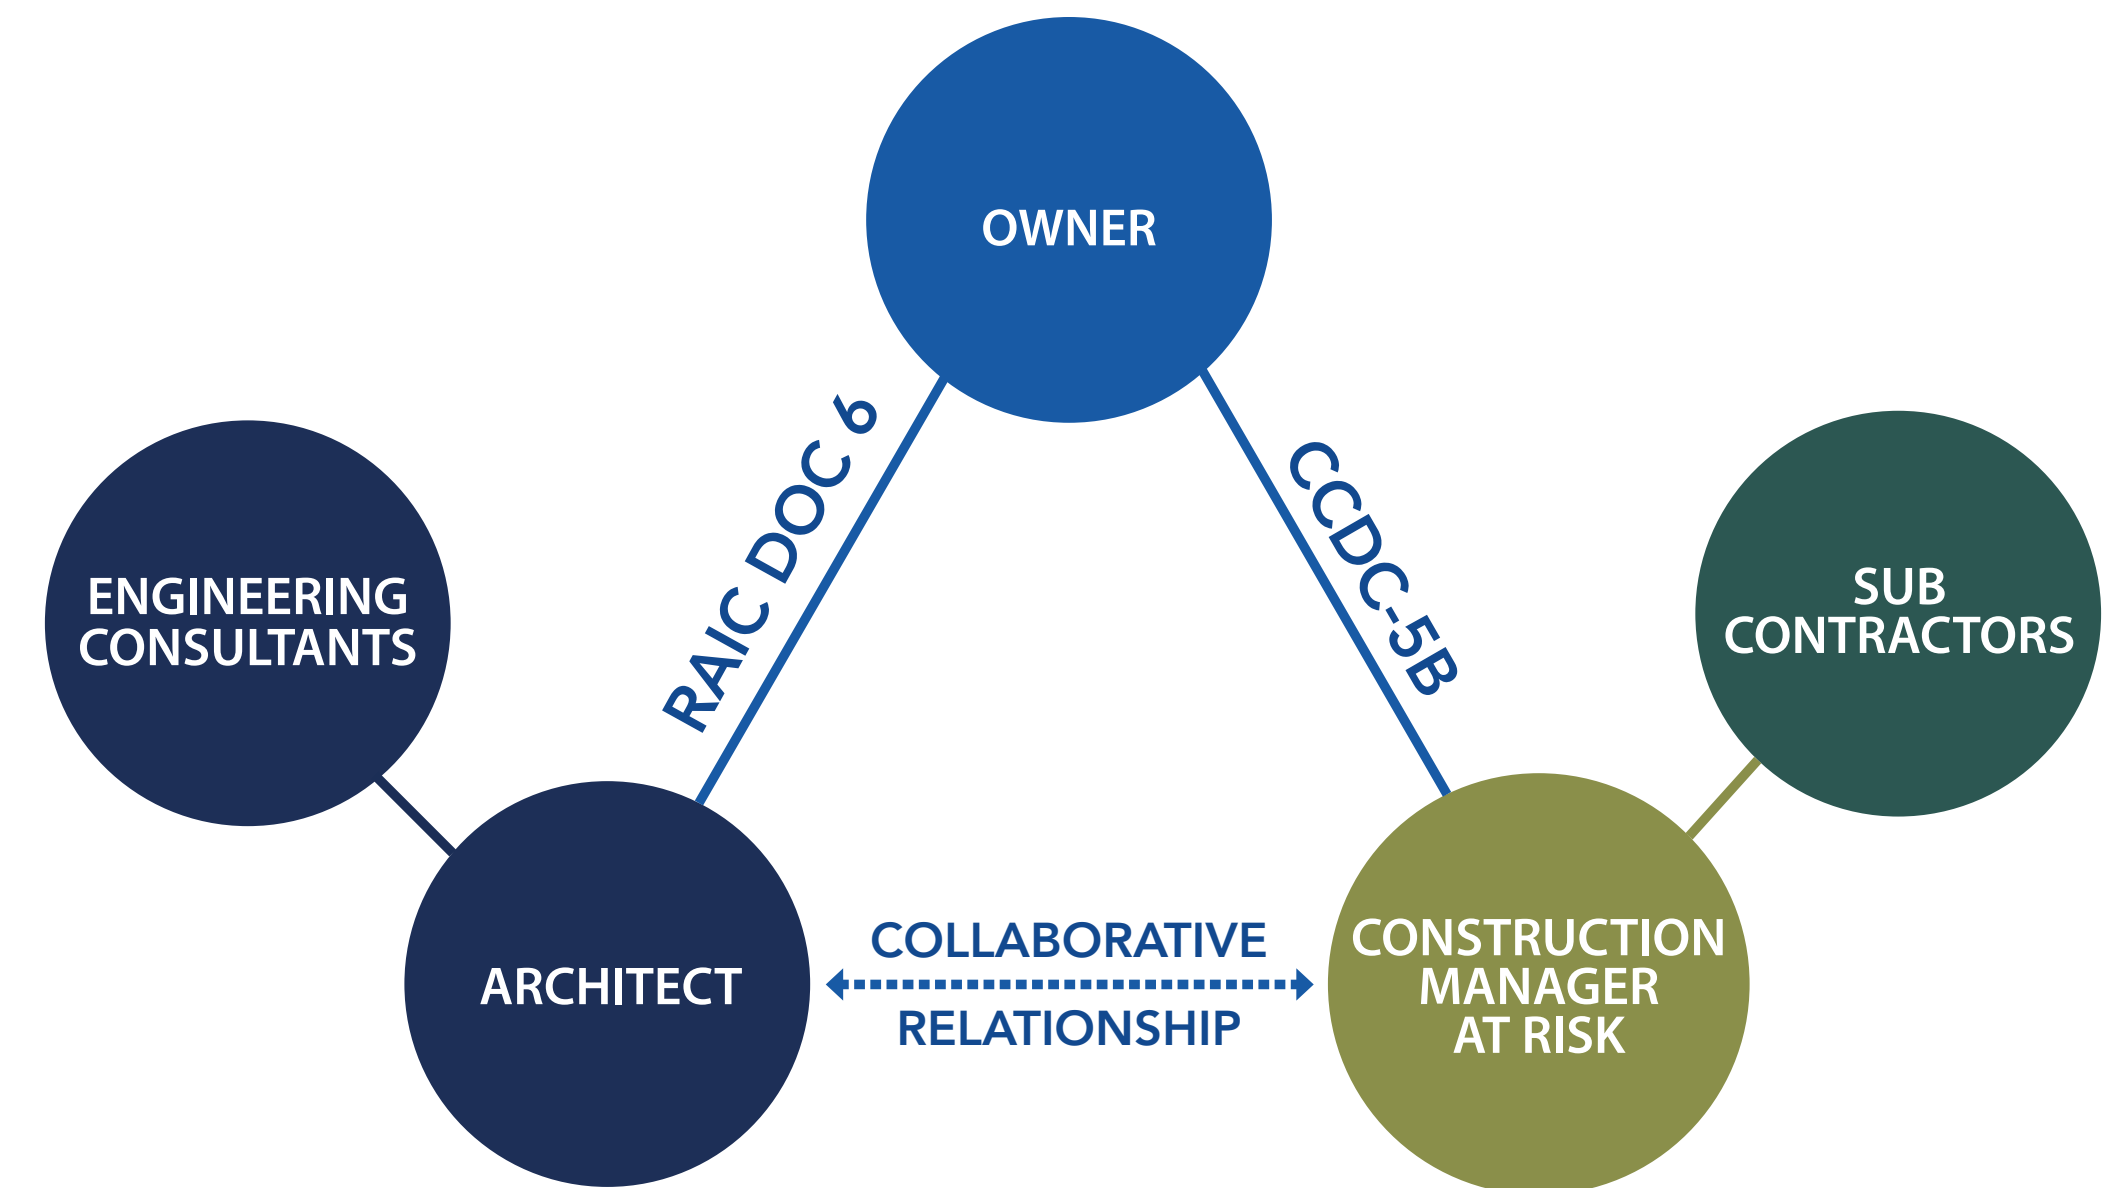 OWNER
RAIC DOC 6
CCDC-5B
ENGINEERING
CONSULTANTS
SUB
CONTRACTORS
ARCHITECT
COLLABORATIVE
RELATIONSHIP
CONSTRUCTION
MANAGER
AT RISK